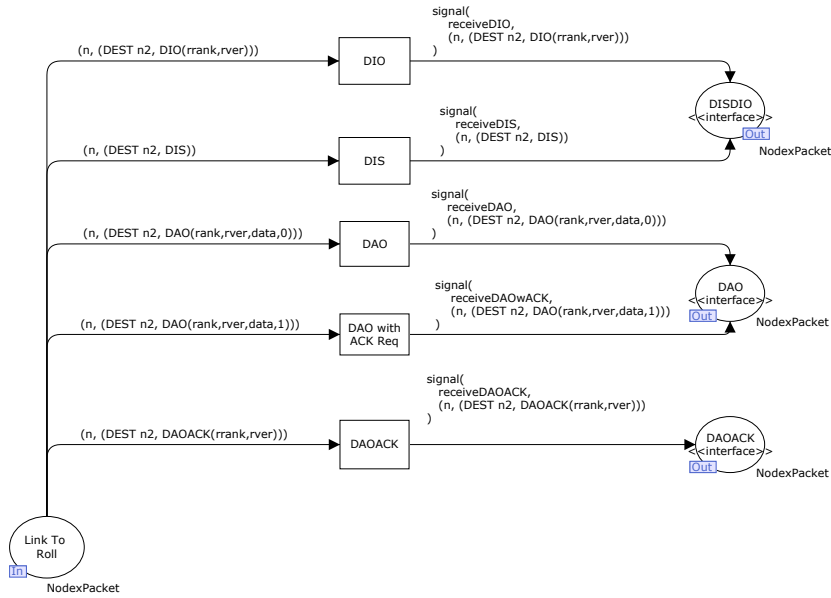 signal(
receiveDIO,
(n, (DEST n2, DIO(rrank,rver)))
)
(n, (DEST n2, DIO(rrank,rver)))
DIO
DISDIO
<<interface>>
Out
NodexPacket
signal(
receiveDIS,
(n, (DEST n2, DIS))
)
(n, (DEST n2, DIS))
DIS
signal(
receiveDAO,
(n, (DEST n2, DAO(rank,rver,data,0)))
)
(n, (DEST n2, DAO(rank,rver,data,0)))
DAO
DAO
<<interface>>
Out
NodexPacket
signal(
receiveDAOwACK,
(n, (DEST n2, DAO(rank,rver,data,1)))
)
(n, (DEST n2, DAO(rank,rver,data,1)))
DAO with
ACK Req
signal(
receiveDAOACK,
(n, (DEST n2, DAOACK(rrank,rver)))
)
(n, (DEST n2, DAOACK(rrank,rver)))
DAOACK
DAOACK
<<interface>>
Out
NodexPacket
Link To
Roll
In
NodexPacket